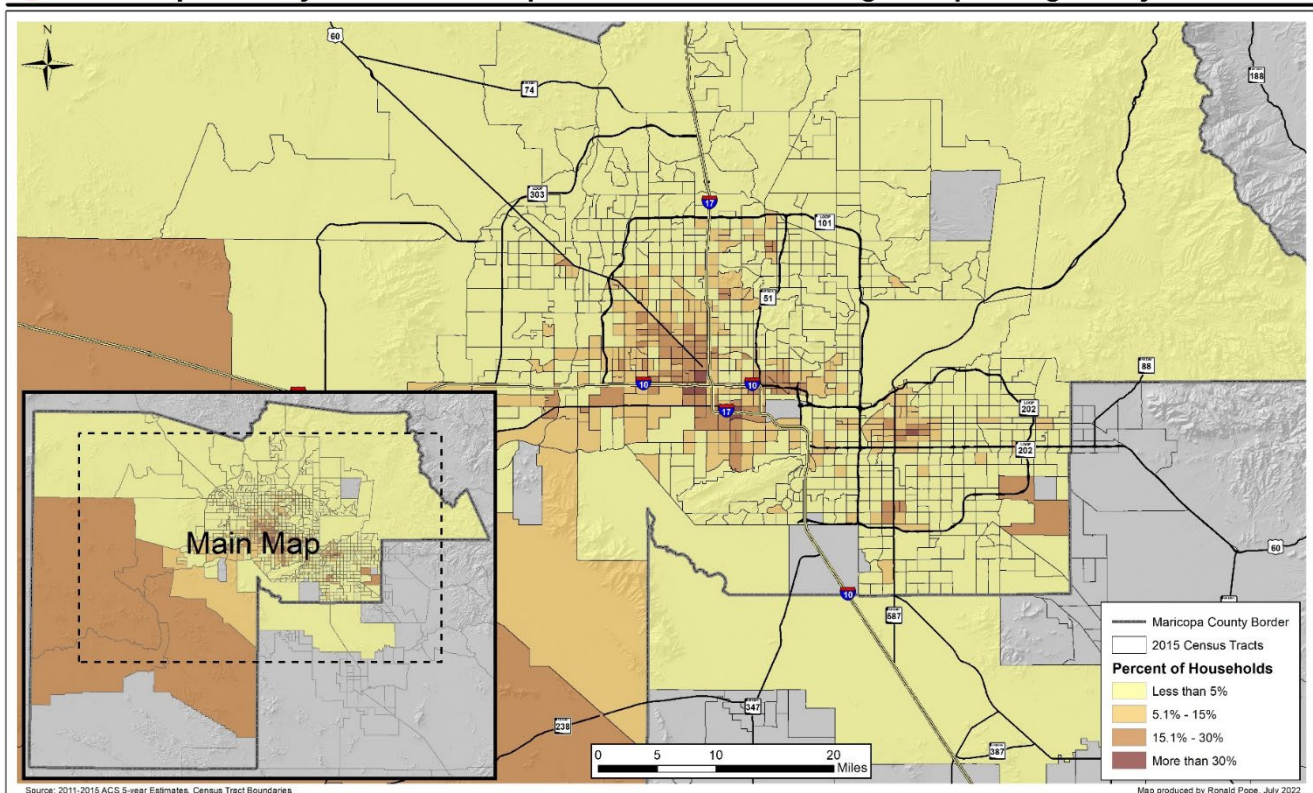 N
60
74
188
LOOP
303
17
LOOP
101
51
10
10
17
88
LOOP
202
202
60
10
587
347
238
387
Main Map
Maricopa County Border
2015 Census Tracts
Percent of Households
Less than 5%
5.1% - 15%
15.1% - 30%
More than 30%
0 5 10 20
Miles
Source: 2011-2015 ACS 5-year Estimates, Census Tract Boundaries
Map produced by Ronald Pope, July 2022